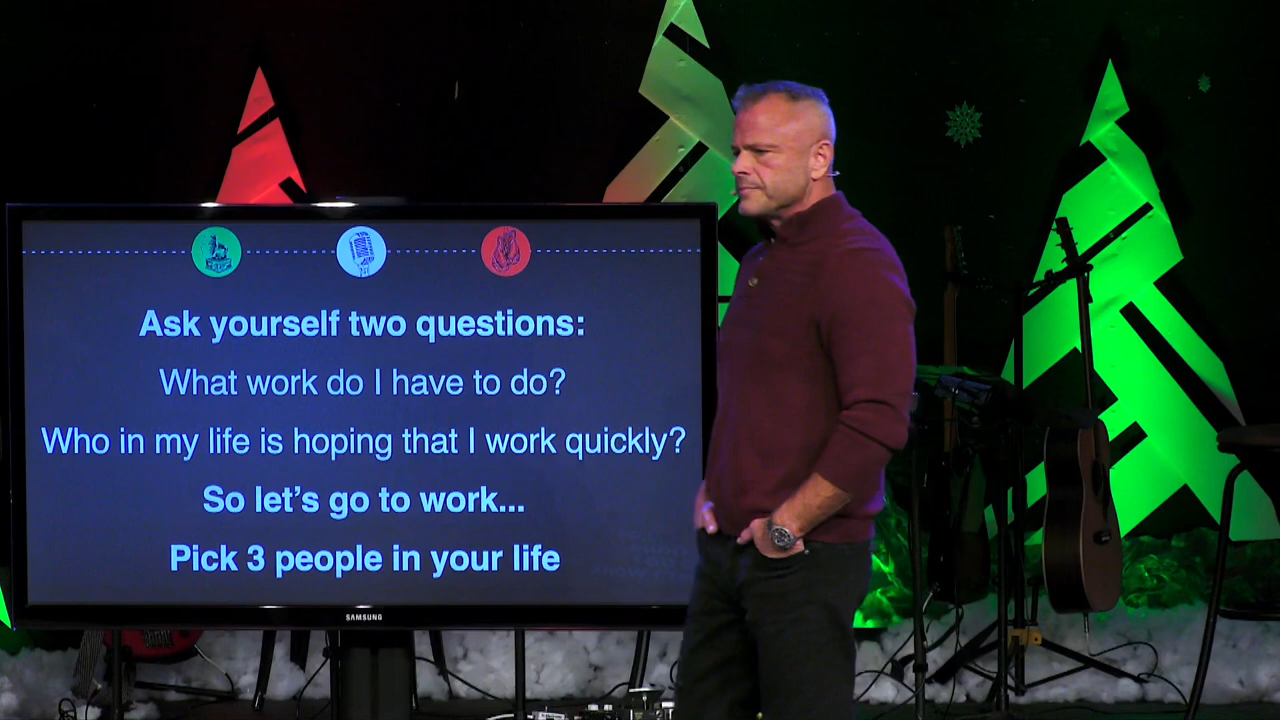 Ask yourself two questions:
What work do I have to do?
Who in my life is hoping that I work quickly?
So let's go to work...
Pick 3 people in your life
SAMSUNG